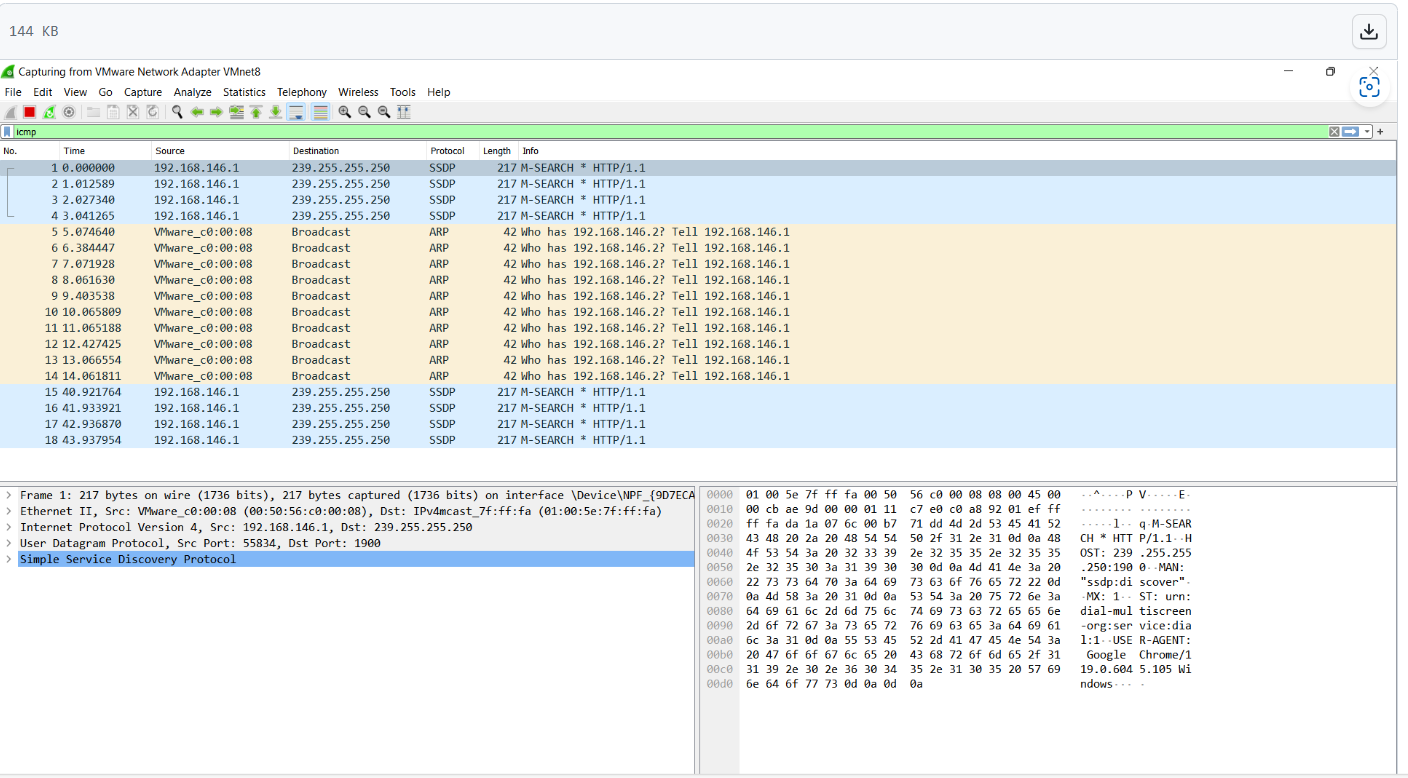 144 KB
Capturing from VMware Network Adapter VMnet8
File Edit View Go Capture Analyze Statistics Telephony Wireless Tools Help
icmp
No. Time Source Destination Protocol Length Info
1 0.000000 192.168.146.1 239.255.255.250 SSDP 217 M-SEARCH * HTTP/1.1
2 1.012589 192.168.146.1 239.255.255.250 SSDP 217 M-SEARCH * HTTP/1.1
3 2.027340 192.168.146.1 239.255.255.250 SSDP 217 M-SEARCH * HTTP/1.1
4 3.041265 192.168.146.1 239.255.255.250 SSDP 217 M-SEARCH * HTTP/1.1
5 5.074640 VMware_c0:00:08 Broadcast ARP 42 Who has 192.168.146.2? Tell 192.168.146.1
6 6.384447 VMware_c0:00:08 Broadcast ARP 42 Who has 192.168.146.2? Tell 192.168.146.1
7 7.071928 VMware_c0:00:08 Broadcast ARP 42 Who has 192.168.146.2? Tell 192.168.146.1
8 8.061630 VMware_c0:00:08 Broadcast ARP 42 Who has 192.168.146.2? Tell 192.168.146.1
9 9.403538 VMware_c0:00:08 Broadcast ARP 42 Who has 192.168.146.2? Tell 192.168.146.1
10 10.065809 VMware_c0:00:08 Broadcast ARP 42 Who has 192.168.146.2? Tell 192.168.146.1
11 11.065188 VMware_c0:00:08 Broadcast ARP 42 Who has 192.168.146.2? Tell 192.168.146.1
12 12.427425 VMware_c0:00:08 Broadcast ARP 42 Who has 192.168.146.2? Tell 192.168.146.1
13 13.066554 VMware_c0:00:08 Broadcast ARP 42 Who has 192.168.146.2? Tell 192.168.146.1
14 14.061811 VMware_c0:00:08 Broadcast ARP 42 Who has 192.168.146.2? Tell 192.168.146.1
15 40.921764 192.168.146.1 239.255.255.250 SSDP 217 M-SEARCH * HTTP/1.1
16 41.933921 192.168.146.1 239.255.255.250 SSDP 217 M-SEARCH * HTTP/1.1
17 42.936870 192.168.146.1 239.255.255.250 SSDP 217 M-SEARCH * HTTP/1.1
18 43.937954 192.168.146.1 239.255.255.250 SSDP 217 M-SEARCH * HTTP/1.1
Frame 1: 217 bytes on wire (1736 bits), 217 bytes captured (1736 bits) on interface \Device\NPF_{9D7ECA
Ethernet II, Src: VMware_c0:00:08 (00:50:56:c0:00:08), Dst: IPv4mcast_7f:ff:fa (01:00:5e:7f:ff:fa)
Internet Protocol Version 4, Src: 192.168.146.1, Dst: 239.255.255.250
User Datagram Protocol, Src Port: 55834, Dst Port: 1900
Simple Service Discovery Protocol
0000 01 00 5e 7f ff fa 00 50 56 c0 00 08 08 00 45 00 ··^····P V·····E·
0010 00 cb ae 9d 00 00 01 11 c7 e0 c0 a8 92 01 ef ff ········ ········
0020 ff fa da 1a 07 6c 00 b7 71 dd 4d 2d 53 45 41 52 ·····l·· q·M-SEAR
0030 43 48 20 2a 20 48 54 54 50 2f 31 2e 31 0d 0a 48 CH * HTT P/1.1··H
0040 4f 53 54 3a 20 32 33 39 2e 32 35 35 2e 32 35 35 OST: 239 .255.255
0050 2e 32 35 30 3a 31 39 30 30 0d 0a 4d 41 4e 3a 20 .250:190 0··MAN:
0060 22 73 73 64 70 3a 64 69 73 63 6f 76 65 72 22 0d "ssdp:di scover"·
0070 0a 4d 58 3a 20 31 0d 0a 53 54 3a 20 75 72 6e 3a ·MX: 1·· ST: urn:
0080 64 69 61 6c 2d 6d 75 6c 74 69 73 63 72 65 65 6e dial-mul tiscreen
0090 2d 6f 72 67 3a 73 65 72 76 69 63 65 3a 64 69 61 -org:ser vice:dia
00a0 6c 3a 31 0d 0a 55 53 45 52 2d 41 47 45 4e 54 3a l:1··USE R-AGENT:
00b0 20 47 6f 6f 67 6c 65 20 43 68 72 6f 6d 65 2f 31 Google Chrome/1
00c0 31 39 2e 30 2e 36 30 34 35 2e 31 30 35 20 57 69 19.0.604 5.105 Wi
00d0 6e 64 6f 77 73 0d 0a 0d 0a ndows··· ·